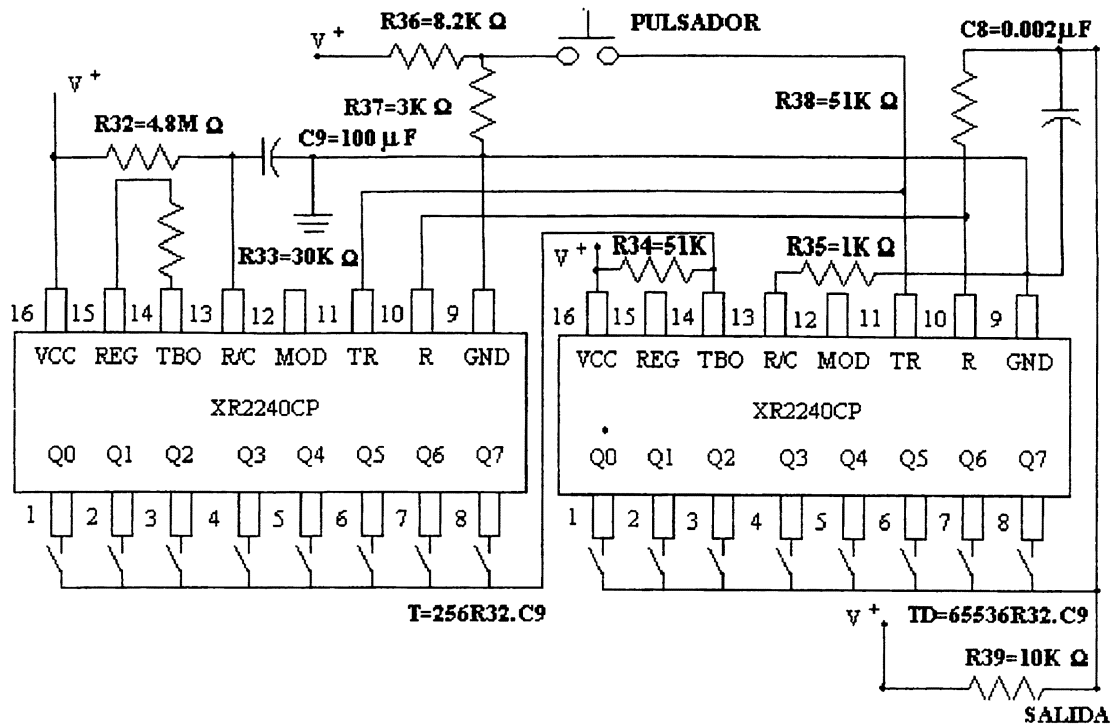 R36=8.2K Ω
PULSADOR
C8=0.002µF
V+
V+
R37=3K Ω
R38=51K Ω
R32=4.8M Ω
C9=100 µ F
R33=30K Ω
V+
R34=51K
R35=1K Ω
16 15 14 13 12 11 10 9
16 15 14 13 12 11 10 9
VCC REG TBO R/C MOD TR R GND
VCC REG TBO R/C MOD TR R GND
XR2240CP
XR2240CP
Q0 Q1 Q2 Q3 Q4 Q5 Q6 Q7
Q0 Q1 Q2 Q3 Q4 Q5 Q6 Q7
1 2 3 4 5 6 7 8
1 2 3 4 5 6 7 8
T=256R32.C9
V+
TD=65536R32.C9
R39=10K Ω
SALIDA